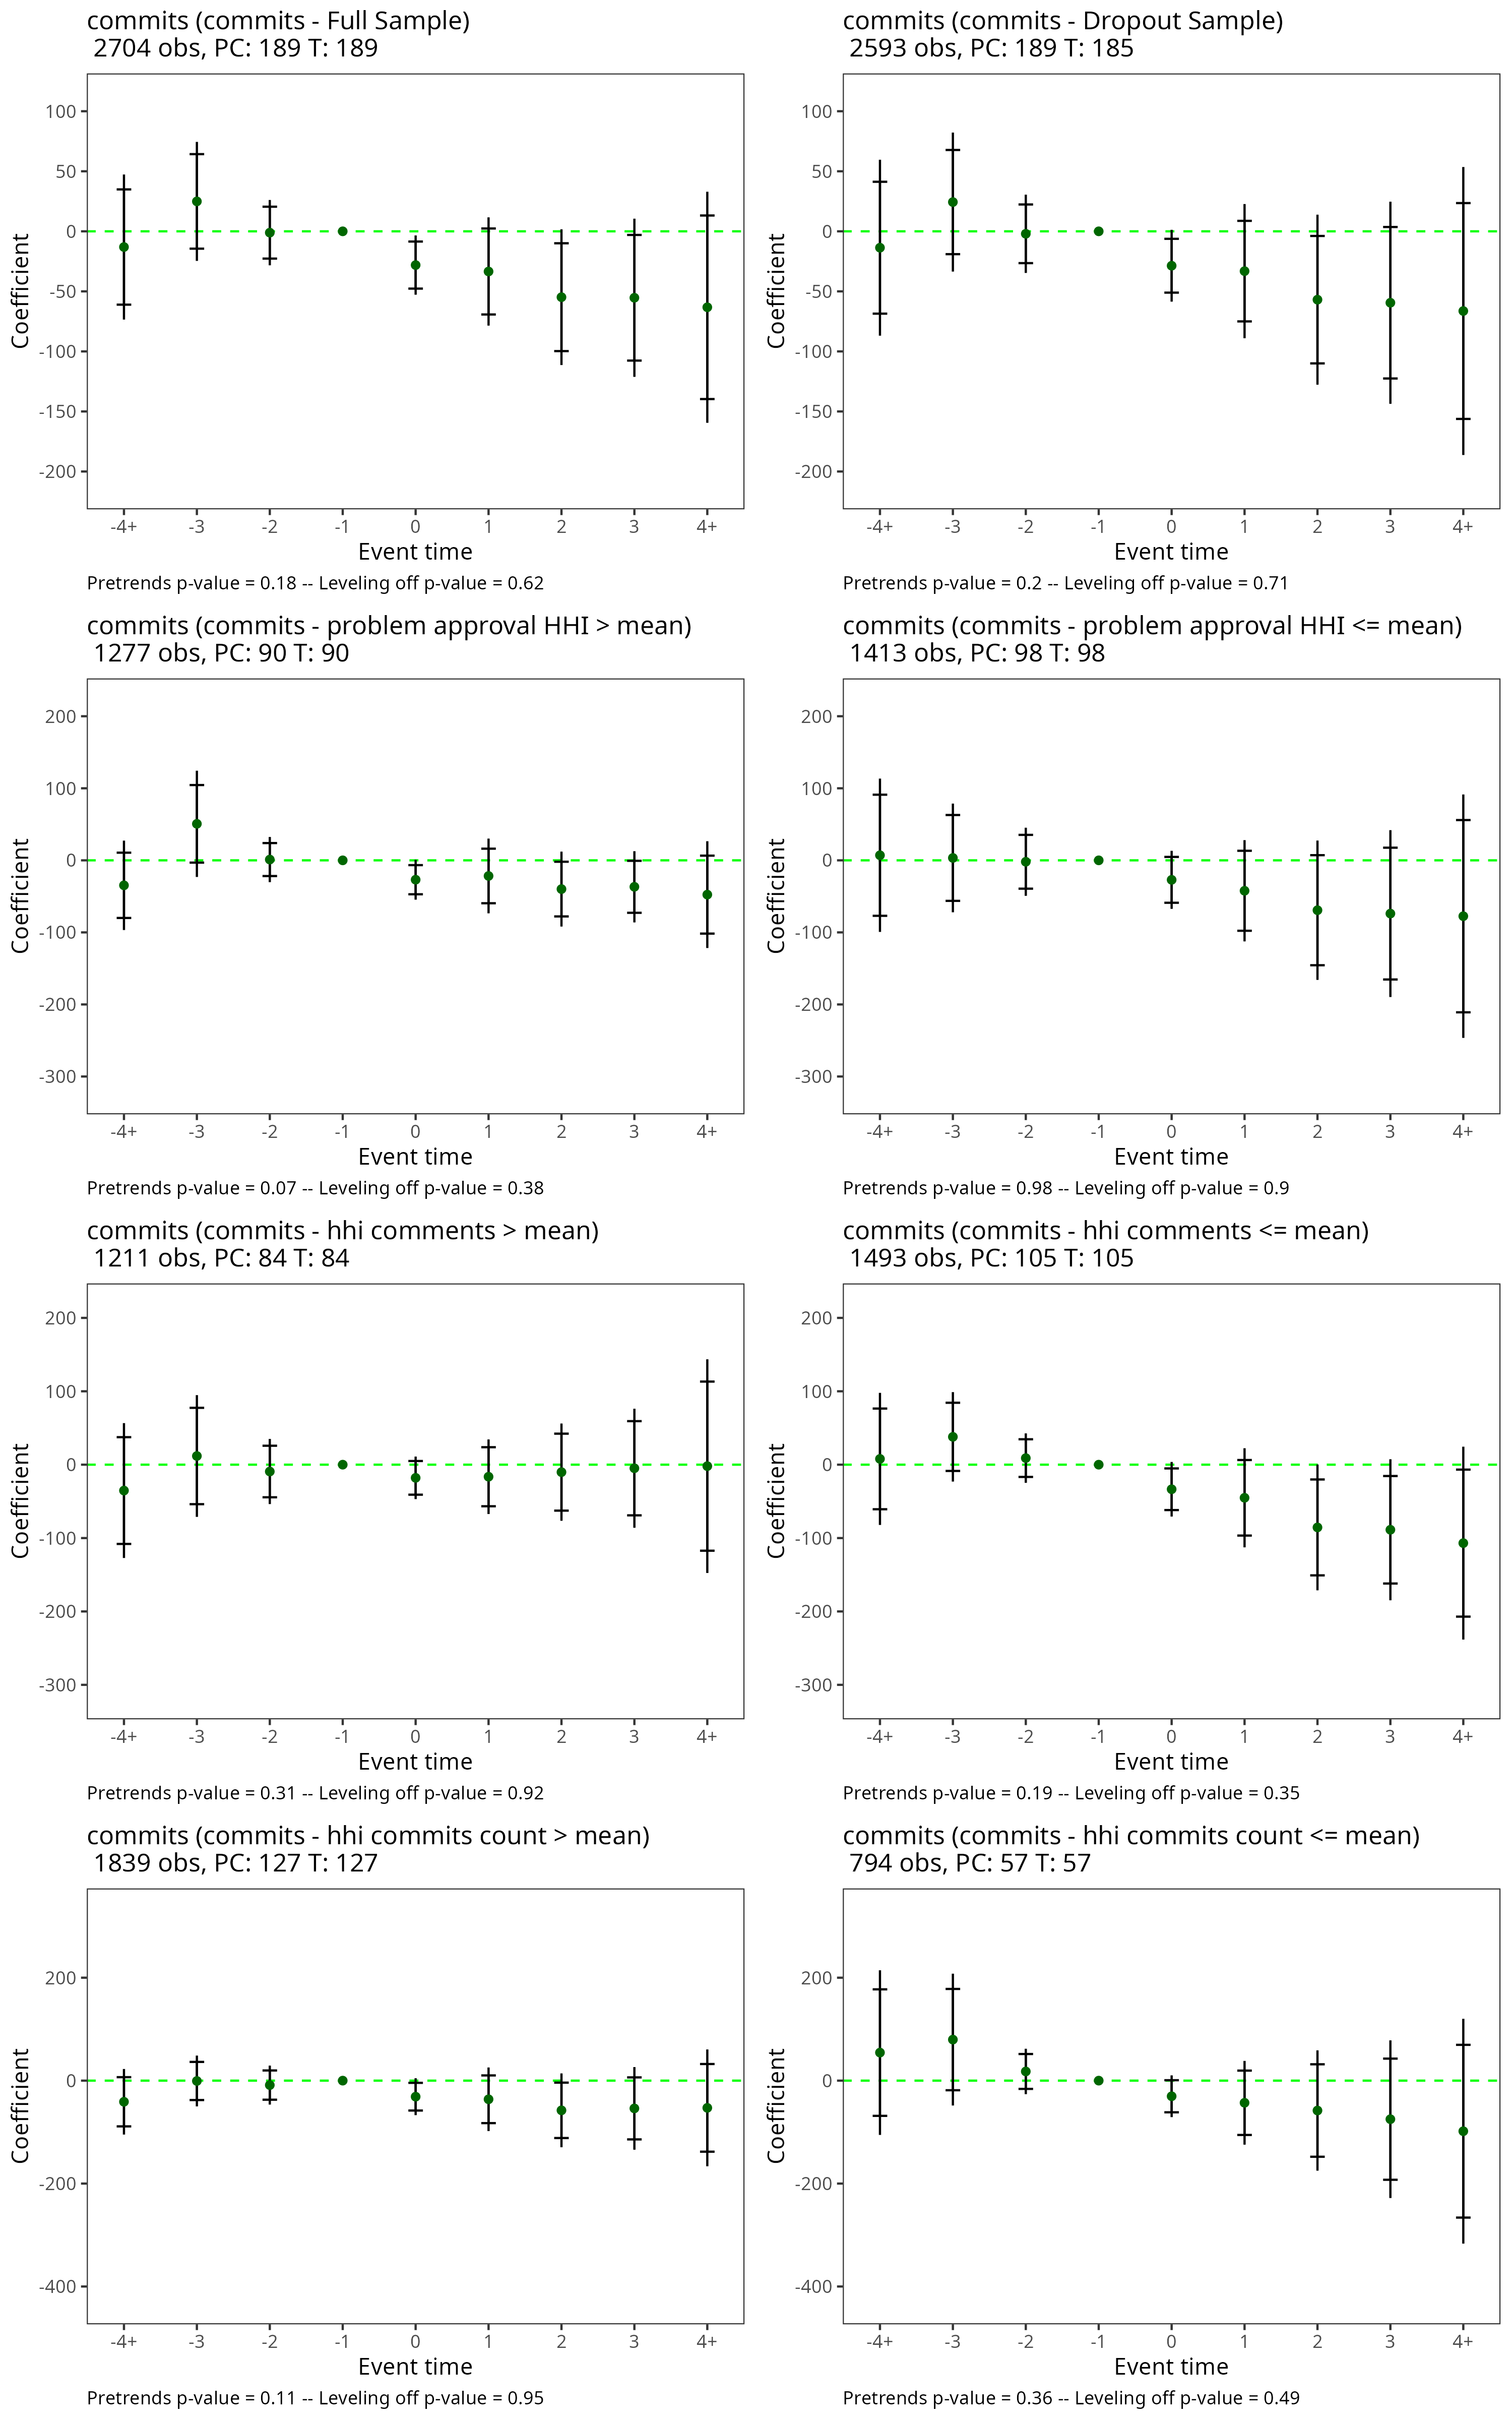 commits (commits - Full Sample)
2704 obs, PC: 189 T: 189
100
50
0
-50
-100
-150
-200
Coefficient
-4+ -3 -2 -1 0 1 2 3 4+
Event time
Pretrends p-value = 0.18 -- Leveling off p-value = 0.62
commits (commits - Dropout Sample)
2593 obs, PC: 189 T: 185
100
50
0
-50
-100
-150
-200
Coefficient
-4+ -3 -2 -1 0 1 2 3 4+
Event time
Pretrends p-value = 0.2 -- Leveling off p-value = 0.71
commits (commits - problem approval HHI > mean)
1277 obs, PC: 90 T: 90
200
100
0
-100
-200
-300
Coefficient
-4+ -3 -2 -1 0 1 2 3 4+
Event time
Pretrends p-value = 0.07 -- Leveling off p-value = 0.38
commits (commits - problem approval HHI <= mean)
1413 obs, PC: 98 T: 98
200
100
0
-100
-200
-300
Coefficient
-4+ -3 -2 -1 0 1 2 3 4+
Event time
Pretrends p-value = 0.98 -- Leveling off p-value = 0.9
commits (commits - hhi comments > mean)
1211 obs, PC: 84 T: 84
200
100
0
-100
-200
-300
Coefficient
-4+ -3 -2 -1 0 1 2 3 4+
Event time
Pretrends p-value = 0.31 -- Leveling off p-value = 0.92
commits (commits - hhi comments <= mean)
1493 obs, PC: 105 T: 105
200
100
0
-100
-200
-300
Coefficient
-4+ -3 -2 -1 0 1 2 3 4+
Event time
Pretrends p-value = 0.19 -- Leveling off p-value = 0.35
commits (commits - hhi commits count > mean)
1839 obs, PC: 127 T: 127
200
0
-200
-400
Coefficient
-4+ -3 -2 -1 0 1 2 3 4+
Event time
Pretrends p-value = 0.11 -- Leveling off p-value = 0.95
commits (commits - hhi commits count <= mean)
794 obs, PC: 57 T: 57
200
0
-200
-400
Coefficient
-4+ -3 -2 -1 0 1 2 3 4+
Event time
Pretrends p-value = 0.36 -- Leveling off p-value = 0.49